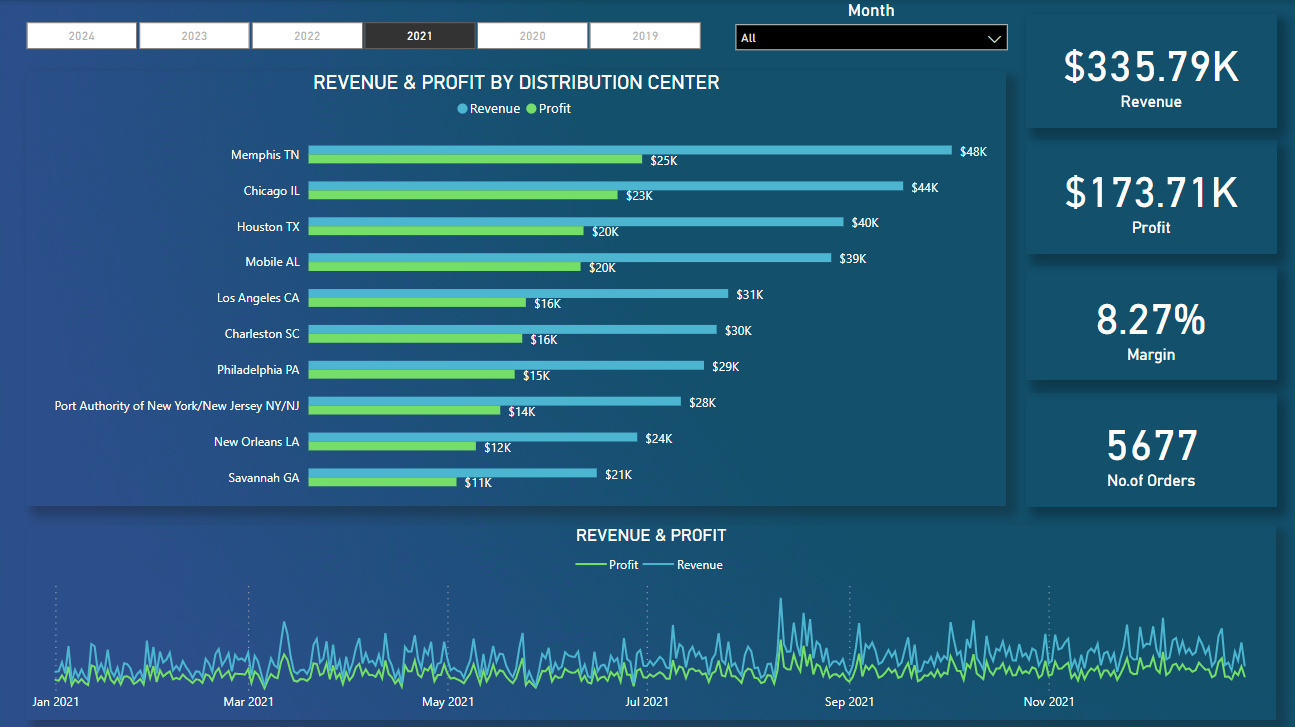 2024 2023 2022 2021 2020 2019
Month
All
REVENUE & PROFIT BY DISTRIBUTION CENTER
Revenue Profit
Memphis TN $48K
$25K
Chicago IL $44K
$23K
Houston TX $40K
$20K
Mobile AL $39K
$20K
Los Angeles CA $31K
$16K
Charleston SC $30K
$16K
Philadelphia PA $29K
$15K
Port Authority of New York/New Jersey NY/NJ $28K
$14K
New Orleans LA $24K
$12K
Savannah GA $21K
$11K
$335.79K
Revenue
$173.71K
Profit
8.27%
Margin
5677
No.of Orders
REVENUE & PROFIT
Profit Revenue
Jan 2021 Mar 2021 May 2021 Jul 2021 Sep 2021 Nov 2021